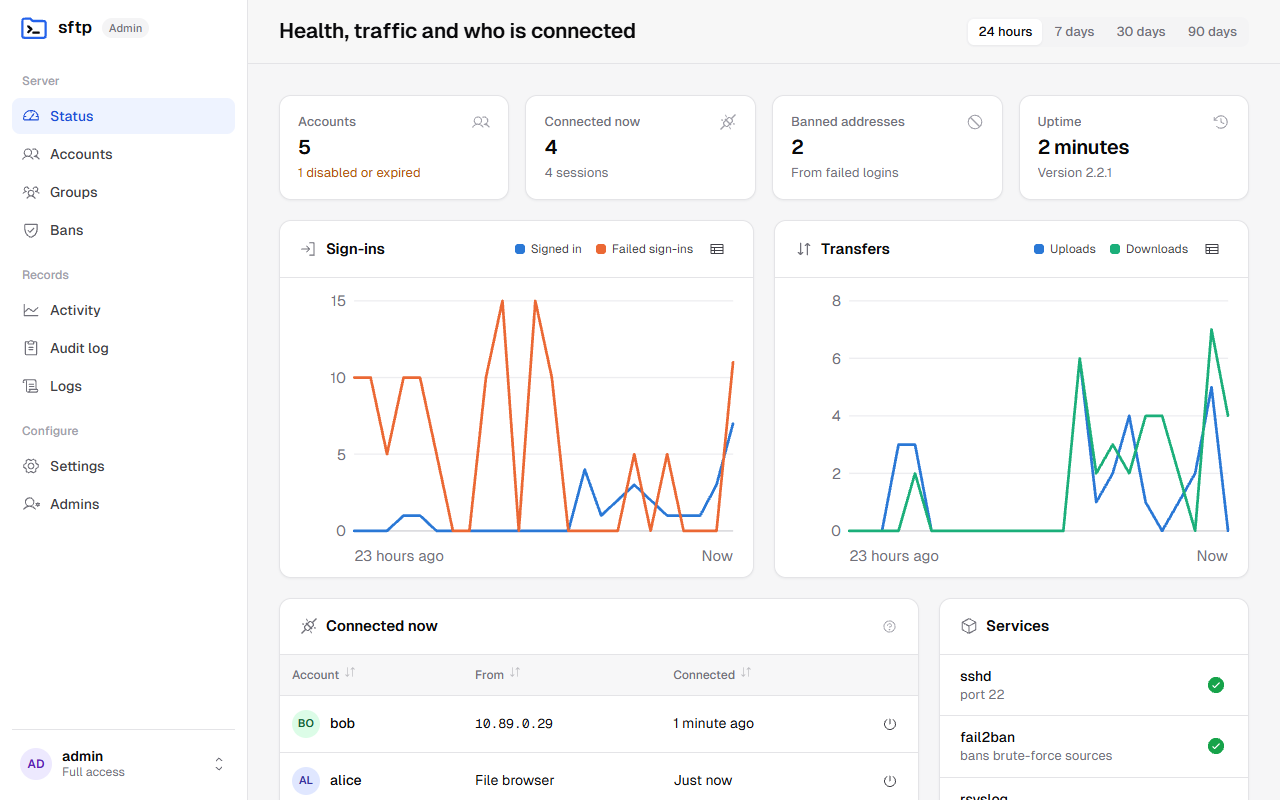 sftp Admin
Server
Status
Accounts
Groups
Bans
Records
Activity
Audit log
Logs
Configure
Settings
Admins
AD admin
Full access
Health, traffic and who is connected
24 hours 7 days 30 days 90 days
Accounts
5
1 disabled or expired
Connected now
4
4 sessions
Banned addresses
2
From failed logins
Uptime
2 minutes
Version 2.2.1
Sign-ins Signed in Failed sign-ins
15
10
5
0
23 hours ago Now
Transfers Uploads Downloads
8
6
4
2
0
23 hours ago Now
Connected now
Account From Connected
BO bob 10.89.0.29 1 minute ago
AL alice File browser Just now
Services
sshd
port 22
fail2ban
bans brute-force sources
rsyslog